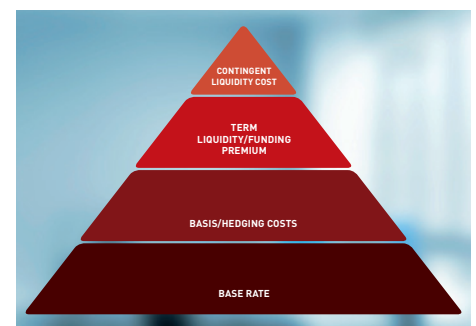 CONTINGENT
LIQUIDITY COST
TERM
LIQUIDITY/FUNDING
PREMIUM
BASIS/HEDGING COSTS
BASE RATE